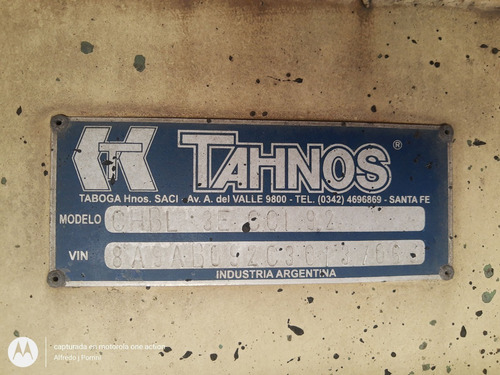 TAHNOS®
TABOGA Hnos. SACI · Av. A. del VALLE 9800 - TEL. (0342) 4696869 - SANTA FE
MODELO
VIN
INDUSTRIA ARGENTINA
capturada en motorola one action
Alfredo j Portini